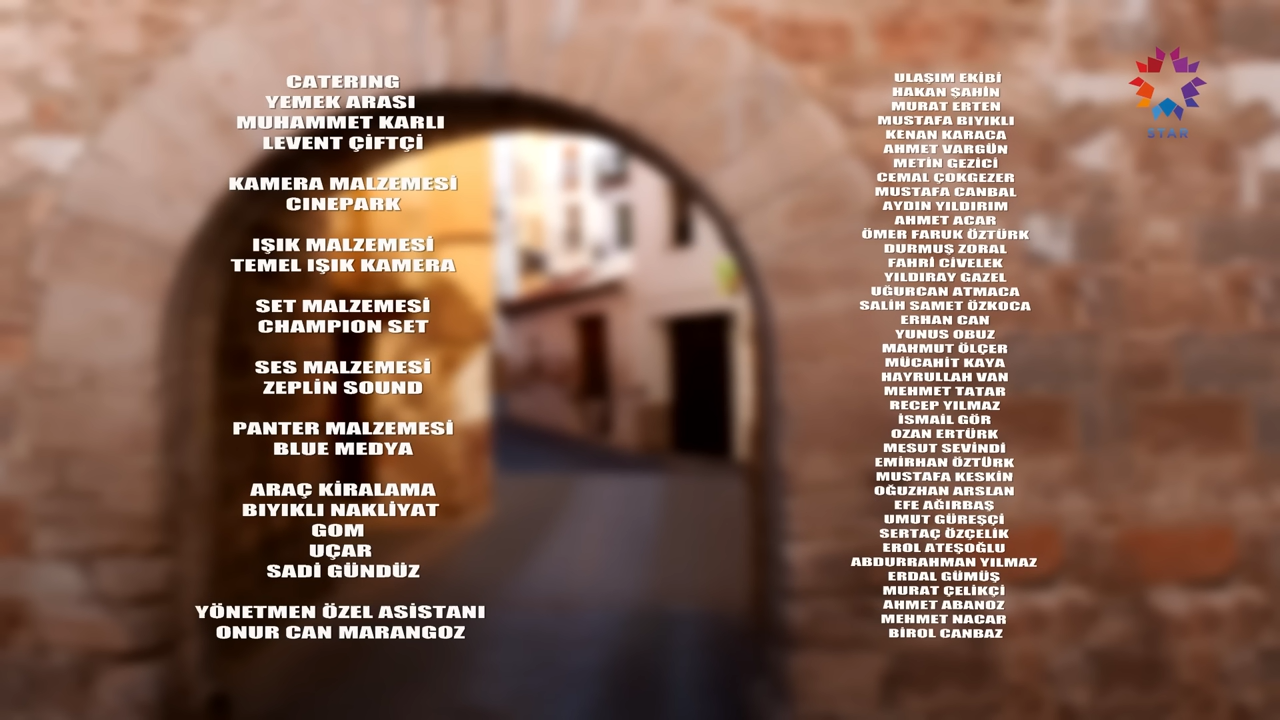 CATERING
YEMEK ARASI
MUHAMMET KARLI
LEVENT ÇİFTÇİ
KAMERA MALZEMESİ
CINEPARK
IŞIK MALZEMESİ
TEMEL IŞIK KAMERA
SET MALZEMESİ
CHAMPION SET
SES MALZEMESİ
ZEPLİN SOUND
PANTER MALZEMESİ
BLUE MEDYA
ARAÇ KİRALAMA
BIYIKLI NAKLİYAT
GOM
UÇAR
SADİ GÜNDÜZ
YÖNETMEN ÖZEL ASİSTANI
ONUR CAN MARANGOZ
ULAŞIM EKİBİ
HAKAN ŞAHİN
MURAT ERTEN
MUSTAFA BIYIKLI
KENAN KARACA
AHMET VARGÜN
METİN GEZİCİ
CEMAL ÇOKGEZER
MUSTAFA CANBAL
AYDIN YILDIRIM
AHMET ACAR
ÖMER FARUK ÖZTÜRK
DURMUŞ ZORAL
FAHRİ CİVELEK
YILDIRAY GAZEL
UĞURCAN ATMACA
SALİH SAMET ÖZKOCA
ERHAN CAN
YUNUS OBUZ
MAHMUT ÖLÇER
MÜCAHİT KAYA
HAYRULLAH VAN
MEHMET TATAR
RECEP YILMAZ
İSMAİL GÖR
OZAN ERTÜRK
MESUT SEVİNDİ
EMİRHAN ÖZTÜRK
MUSTAFA KESKİN
OĞUZHAN ARSLAN
EFE AĞIRBAŞ
UMUT GÜREŞÇİ
SERTAÇ ÖZÇELİK
EROL ATEŞOĞLU
ABDURRAHMAN YILMAZ
ERDAL GÜMÜŞ
MURAT ÇELİKÇİ
AHMET ABANOZ
MEHMET NACAR
BİROL CANBAZ
STAR